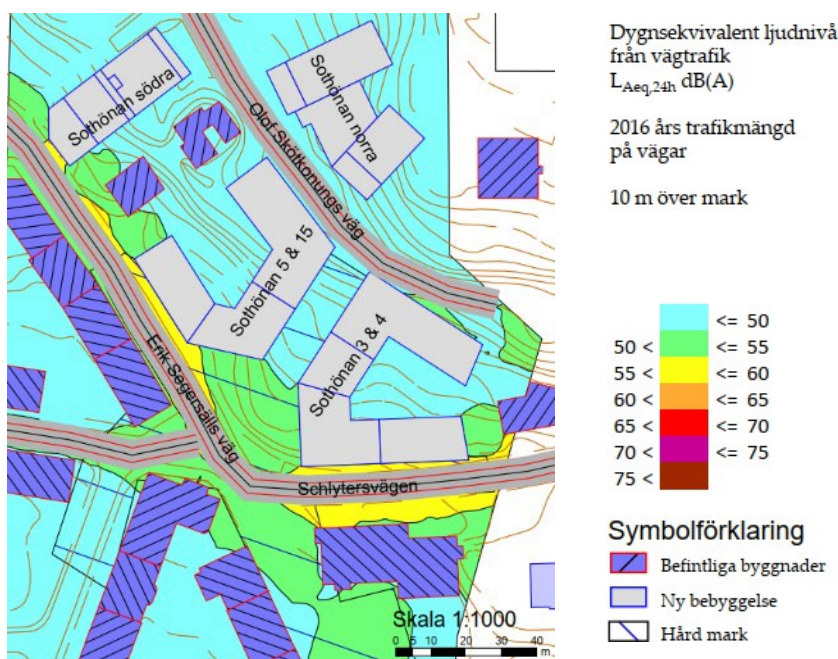 Dygnsekvivalent ljudnivå
från vägtrafik
LAeq,24h dB(A)
2016 års trafikmängd
på vägar
10 m över mark
Sothönan södra
Sothönan norra
Olof Skötkonungs väg
Sothönan 5 & 15
Sothönan 3 & 4
Erik Segersälls väg
Schlytersvägen
<= 50
50 < <= 55
55 < <= 60
60 < <= 65
65 < <= 70
70 < <= 75
75 <
Symbolförklaring
Befintliga byggnader
Ny bebyggelse
Hård mark
Skala 1:1000
0 5 10 20 30 40
m